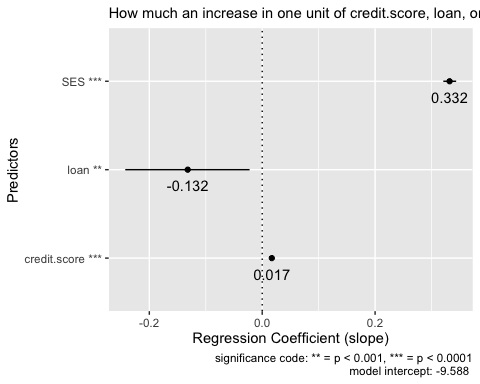 How much an increase in one unit of credit.score, loan, or
SES ***
0.332
loan **
-0.132
credit.score ***
0.017
Predictors
-0.2 0.0 0.2
Regression Coefficient (slope)
significance code: ** = p < 0.001, *** = p < 0.0001
model intercept: -9.588